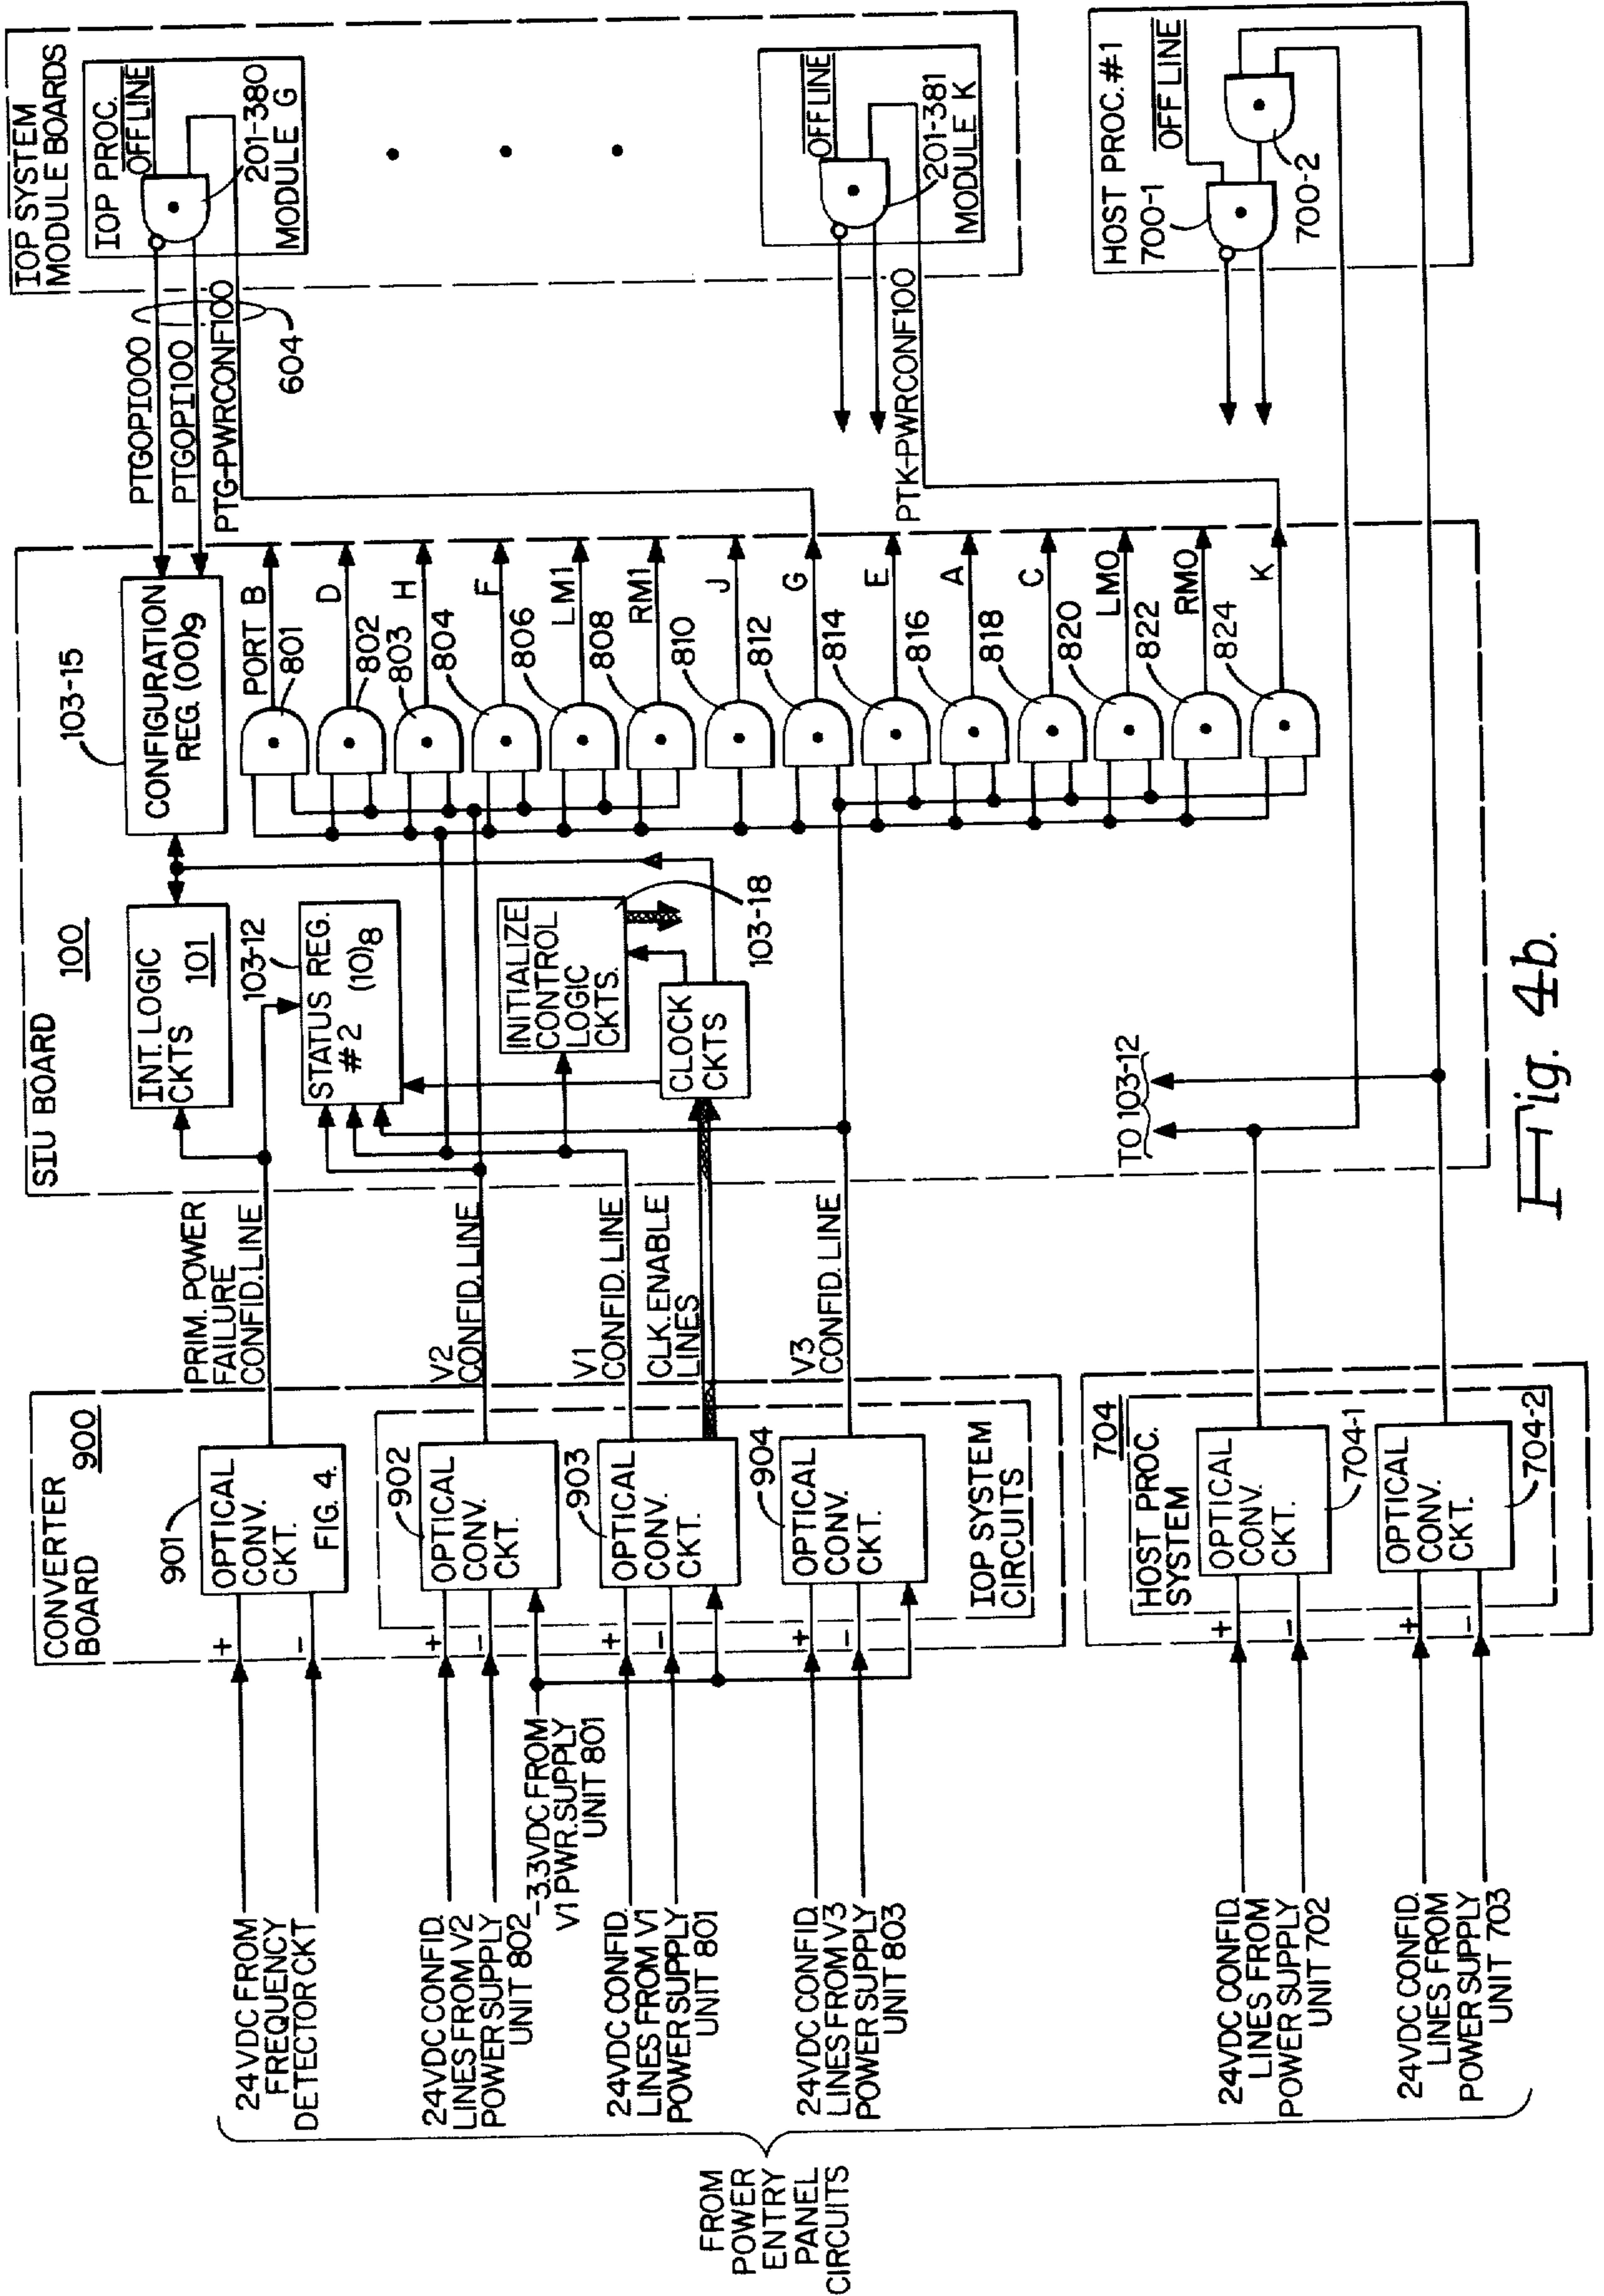 FROM
POWER
ENTRY
PANEL
CIRCUITS
24VDC FROM
FREQUENCY
DETECTOR CKT
24VDC CONFID.
LINES FROM V2
POWER SUPPLY
UNIT 802
-3.3VDC FROM
V1 PWR. SUPPLY
UNIT 801
24VDC CONFID.
LINES FROM V1
POWER SUPPLY
UNIT 801
24VDC CONFID.
LINES FROM V3
POWER SUPPLY
UNIT 803
24VDC CONFID.
LINES FROM
POWER SUPPLY
UNIT 702
24VDC CONFID.
LINES FROM
POWER SUPPLY
UNIT 703
CONVERTER
BOARD
900
+
-
901
OPTICAL
CONV.
CKT.
FIG. 4.
+
-
902
OPTICAL
CONV.
CKT.
+
-
903
OPTICAL
CONV.
CKT.
+
-
904
OPTICAL
CONV.
CKT.
IOP SYSTEM
CIRCUITS
704
HOST PROC.
SYSTEM
+
-
OPTICAL
CONV.
CKT.
704-1
+
-
OPTICAL
CONV.
CKT.
704-2
PRIM. POWER
FAILURE
CONFID. LINE
V2
CONFID. LINE
V1
CONFID. LINE
CLK. ENABLE
LINES
V3
CONFID. LINE
SIU BOARD
100
INT. LOGIC
CKTS
101
103-12
STATUS REG.
#2
(10)8
INITIALIZE
CONTROL
LOGIC
CKTS.
CLOCK
CKTS
103-18
TO 103-12
103-15
CONFIGURATION
REG. (00)9
PORT B
801
D
802
H
803
F
804
LM1
806
RM1
808
J
810
G
812
E
814
A
816
C
818
LM0
820
RM0
822
K
824
PTGOPI000
PTGOPI100
PTG-PWRCONF100
604
PTK-PWRCONF100
IOP SYSTEM
MODULE BOARDS
IOP PROC.
OFF LINE
201-380
MODULE G
OFF LINE
201-381
MODULE K
HOST PROC. #1
700-1
OFF LINE
700-2
Fig. 4b.